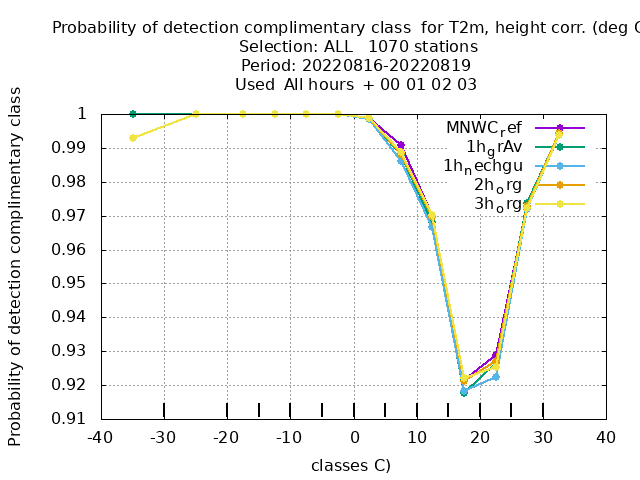 Probability of detection complimentary class  for T2m, height corr. (deg C
Selection: ALL   1070 stations
Period: 20220816-20220819
Used  All hours  + 00 01 02 03
Probability of detection complimentary class
1
0.99
0.98
0.97
0.96
0.95
0.94
0.93
0.92
0.91
MNWC_ref
1h_grAv
1h_nechgu
2h_org
3h_org
-40 -30 -20 -10 0 10 20 30 40
classes C)